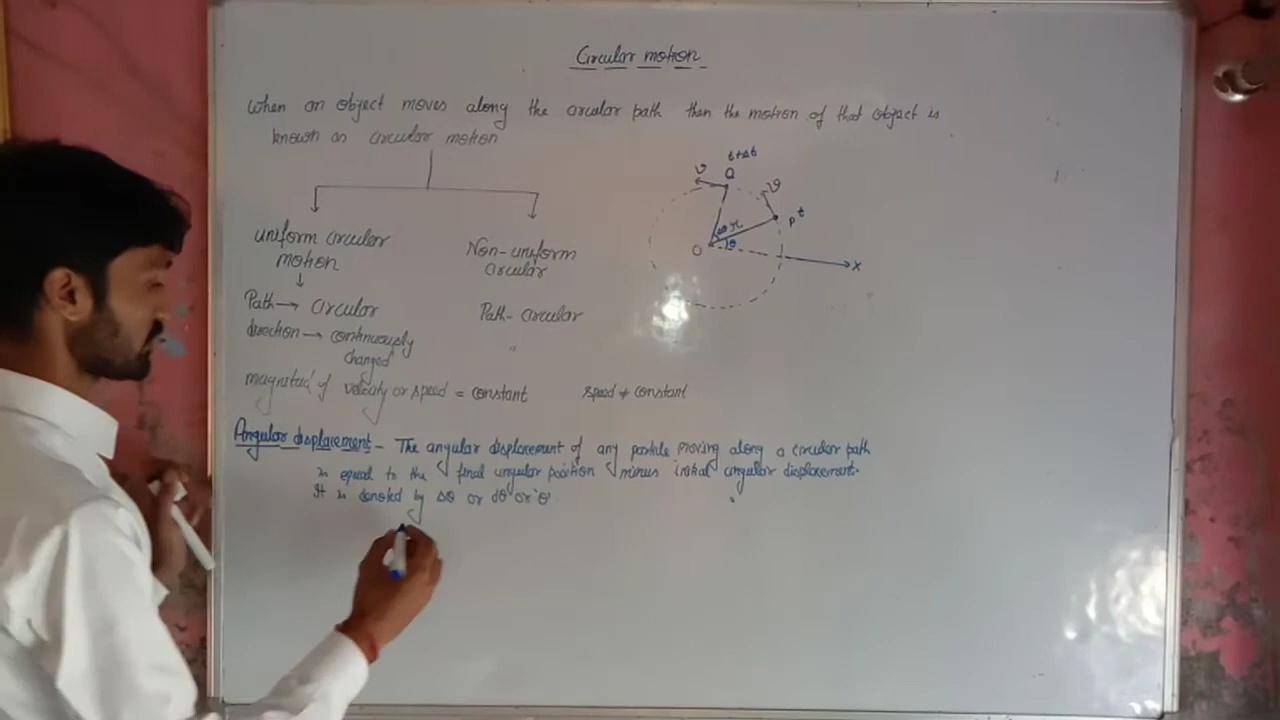 Circular motion
When an object moves along the circular path then the motion of that object is
known as circular motion
t+Δt
Q
v
v
P t
Δθ r
θ
O
X
uniform circular
motion
Non-uniform
circular
Path → circular
Path - circular
direction → continuously
changed
magnitud of velocity or speed = constant
speed ≠ constant
Angular displacement - The angular displacement of any particle moving along a circular path
is equal to the final angular position minus initial angular displacement.
It is denoted by Δθ or dθ or θ